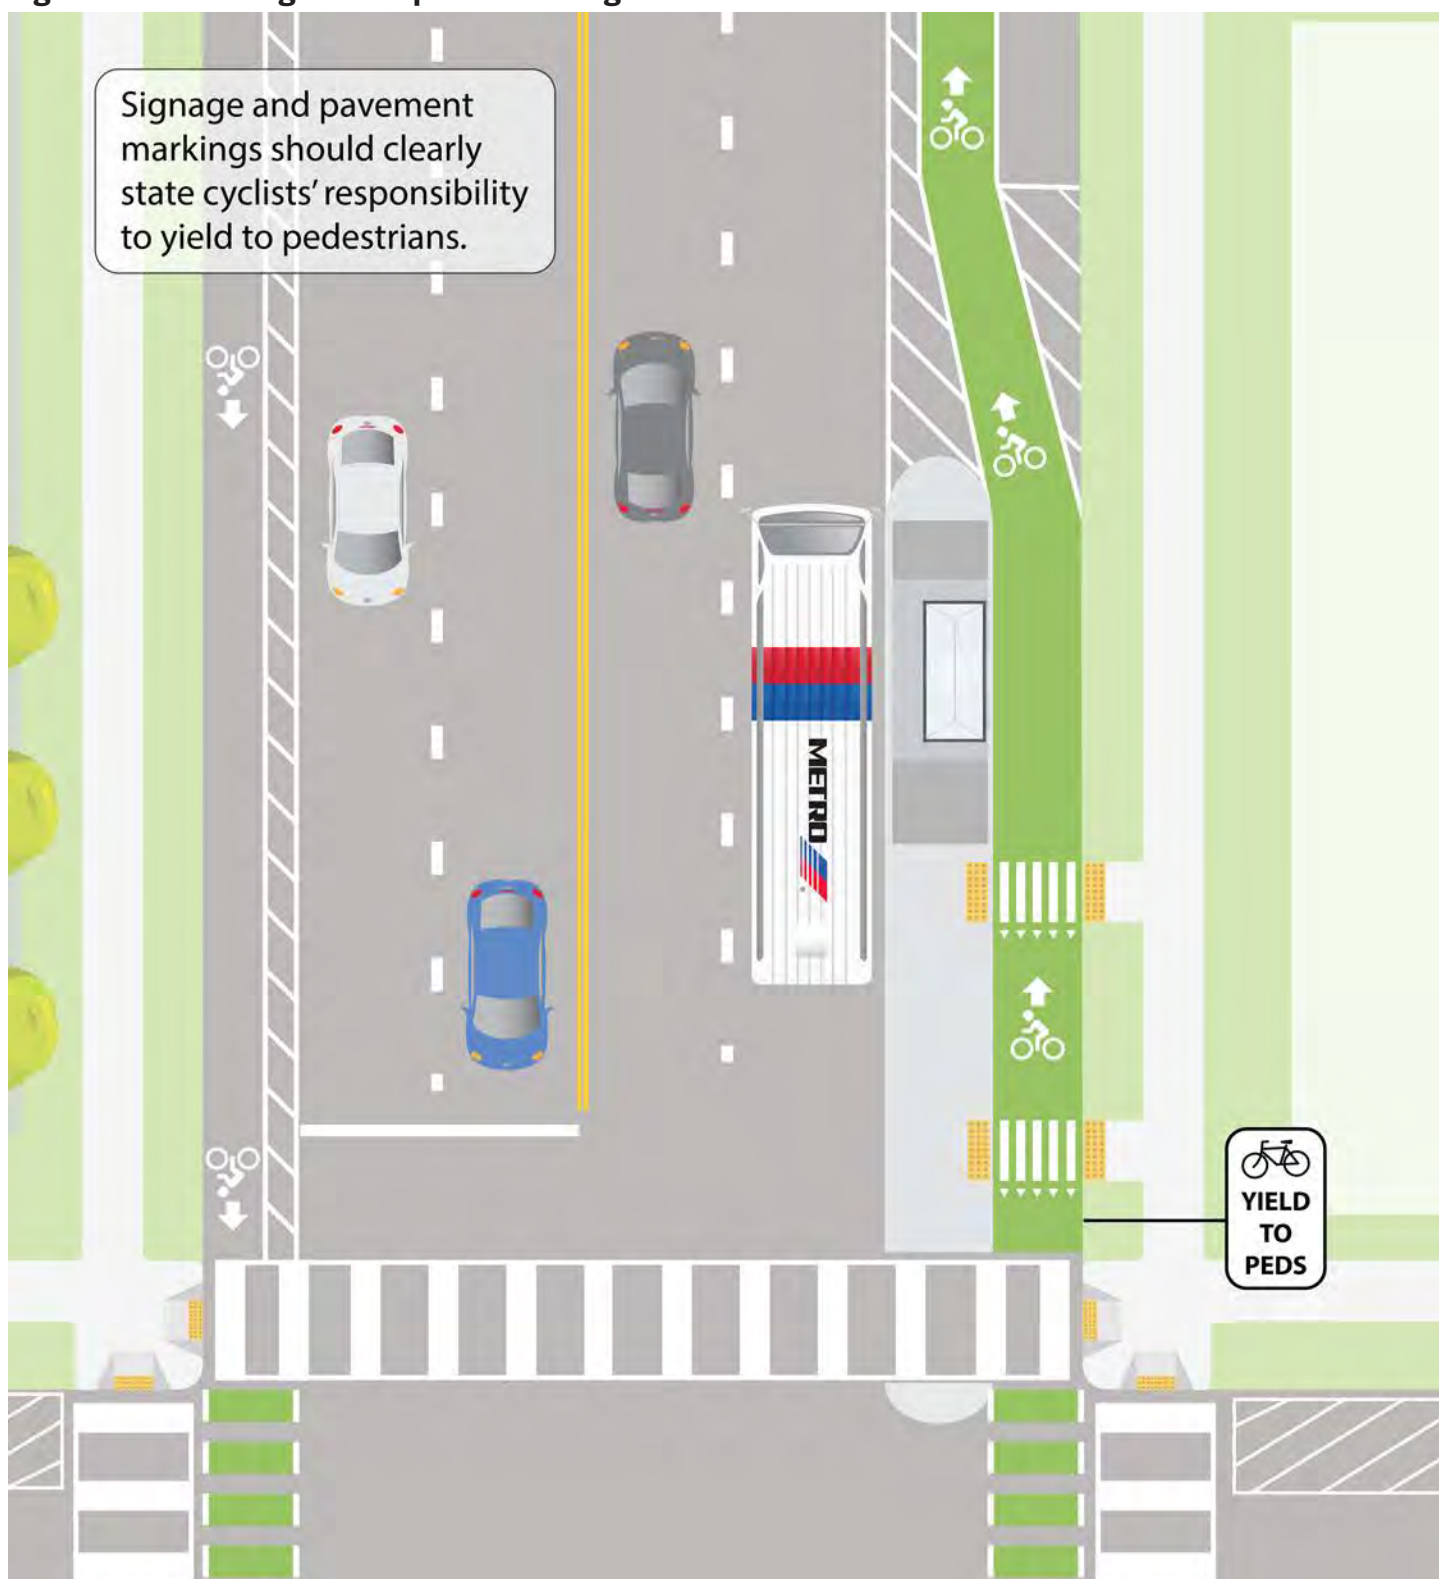 Signage and pavement
markings should clearly
state cyclists' responsibility
to yield to pedestrians.
METRO
YIELD
TO
PEDS